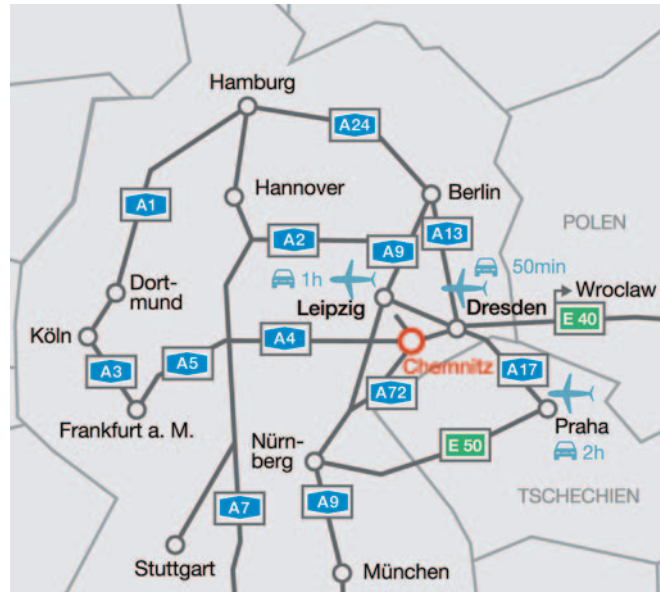 Hamburg
A24
Hannover
Berlin
A1
A2
A9
A13
POLEN
1h
50min
Dort-
mund
Leipzig
Dresden
Wroclaw
E 40
Köln
A4
Chemnitz
A3
A5
A17
A72
Frankfurt a. M.
Nürn-
berg
E 50
Praha
2h
A7
A9
TSCHECHIEN
Stuttgart
München